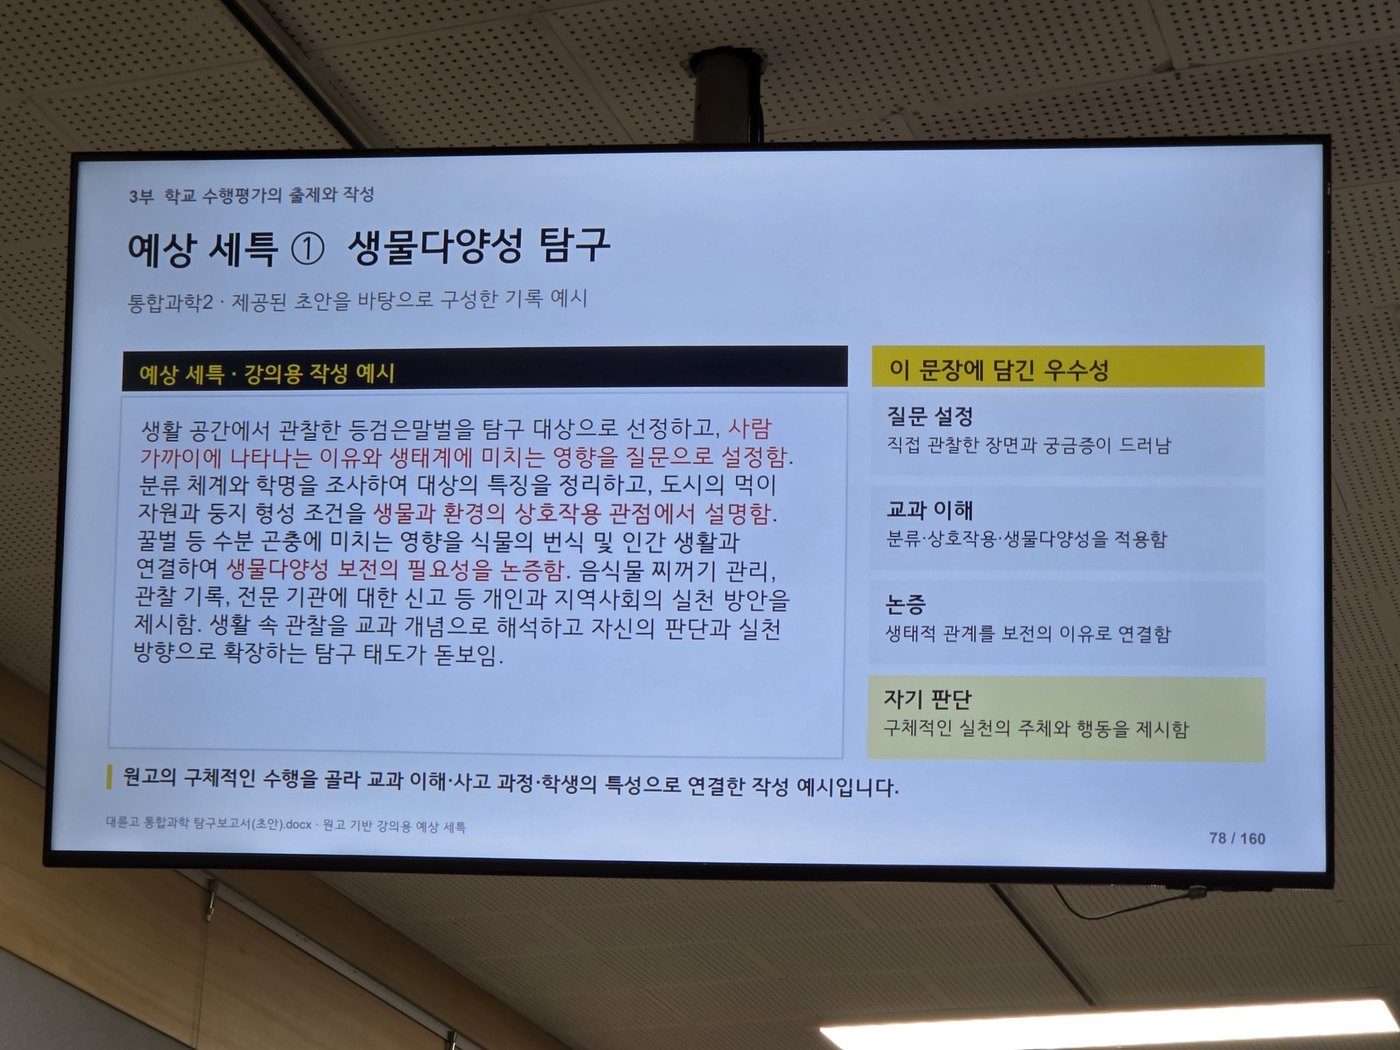 3부 학교 수행평가의 출제와 작성
예상 세특 ① 생물다양성 탐구
통합과학2 · 제공된 초안을 바탕으로 구성한 기록 예시
예상 세특 · 강의용 작성 예시
생활 공간에서 관찰한 등검은말벌을 탐구 대상으로 선정하고, 사람
가까이에 나타나는 이유와 생태계에 미치는 영향을 질문으로 설정함.
분류 체계와 학명을 조사하여 대상의 특징을 정리하고, 도시의 먹이
자원과 둥지 형성 조건을 생물과 환경의 상호작용 관점에서 설명함.
꿀벌 등 수분 곤충에 미치는 영향을 식물의 번식 및 인간 생활과
연결하여 생물다양성 보전의 필요성을 논증함. 음식물 찌꺼기 관리,
관찰 기록, 전문 기관에 대한 신고 등 개인과 지역사회의 실천 방안을
제시함. 생활 속 관찰을 교과 개념으로 해석하고 자신의 판단과 실천
방향으로 확장하는 탐구 태도가 돋보임.
이 문장에 담긴 우수성
질문 설정
직접 관찰한 장면과 궁금증이 드러남
교과 이해
분류·상호작용·생물다양성을 적용함
논증
생태적 관계를 보전의 이유로 연결함
자기 판단
구체적인 실천의 주체와 행동을 제시함
원고의 구체적인 수행을 골라 교과 이해·사고 과정·학생의 특성으로 연결한 작성 예시입니다.
대륜고 통합과학 탐구보고서(초안).docx · 원고 기반 강의용 예상 세특
78 / 160